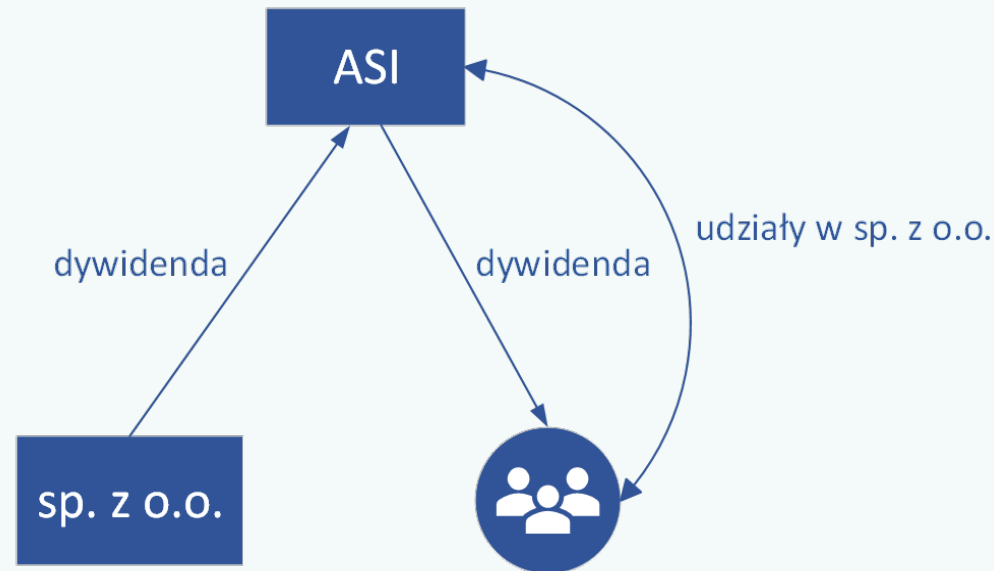 ASI
udziały w sp. z o.o.
dywidenda
dywidenda
sp. z o.o.